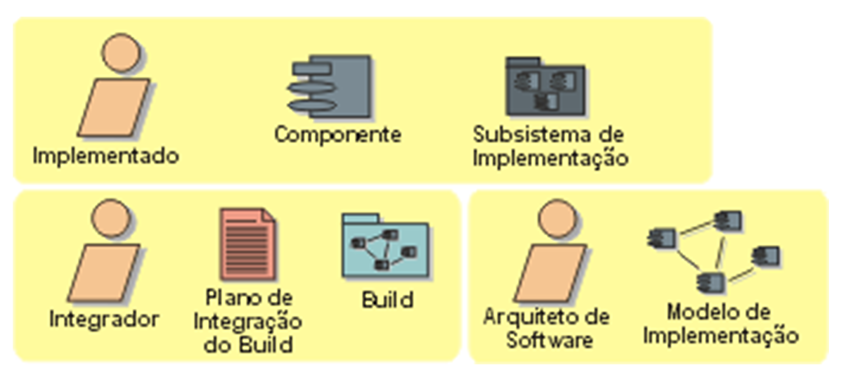 Implementado
Componente
Subsistema de
Implementação
Integrador
Plano de
Integração
do Build
Build
Arquiteto de
Software
Modelo de
Implementação